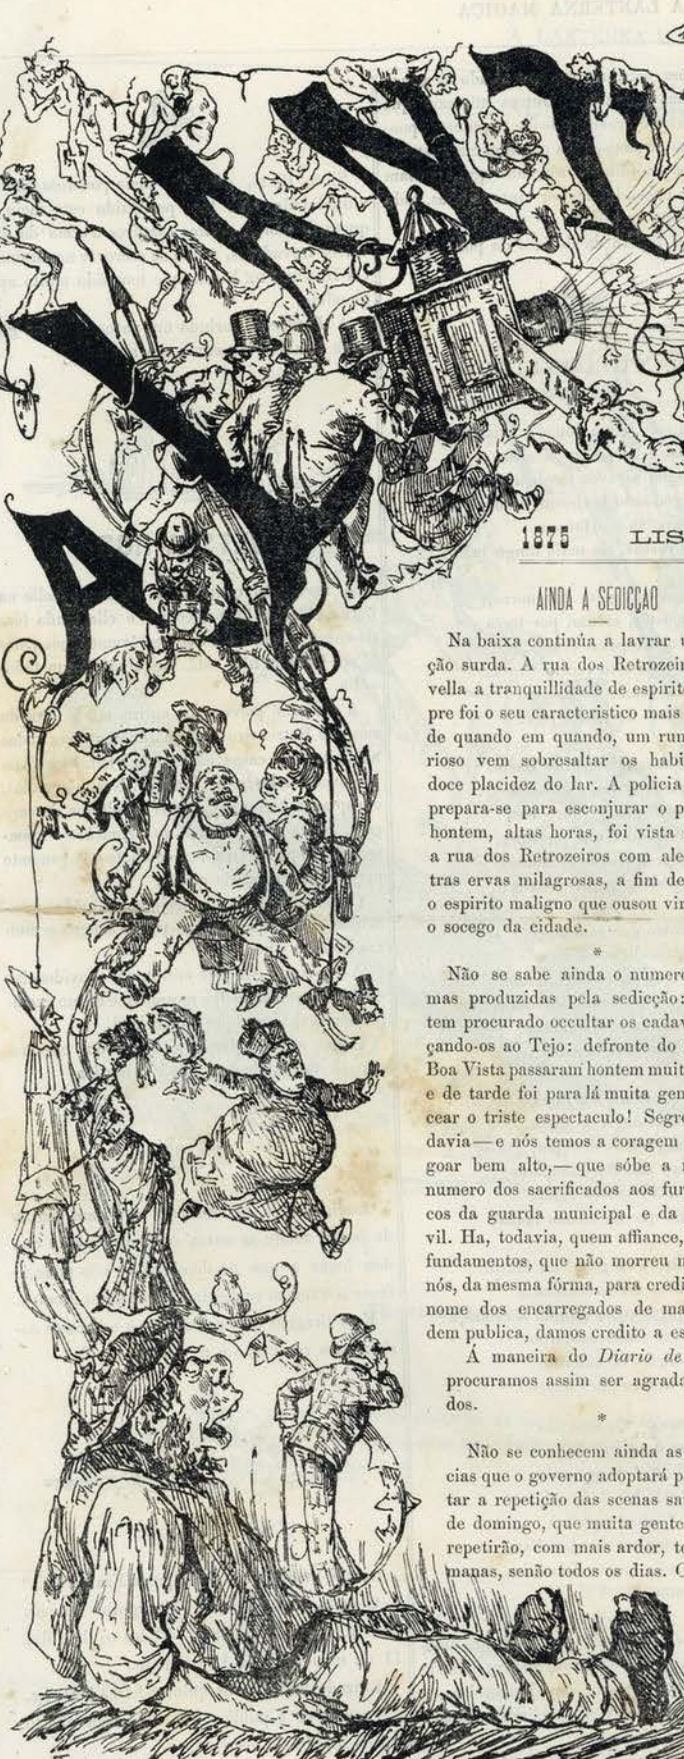 A LANT
1875 LIS
AINDA A SEDICÇÃO
Na baixa continúa a lavrar u
ção surda. A rua dos Retrozeir
vella a tranquillidade de espirit
pre foi o seu caracteristico mais
de quando em quando, um run
rioso vem sobresaltar os habi
doce placidez do lar. A policia
prepara-se para esconjurar o p
hontem, altas horas, foi vista
a rua dos Retrozeiros com ale
tras ervas milagrosas, a fim de
o espirito maligno que ousou vir
o socego da cidade.
*
Não se sabe ainda o numero
mas produzidas pela sedicção:
tem procurado occultar os cadav
çando-os ao Tejo: defronte do
Boa Vista passaram hontem muit
e de tarde foi para lá muita gen
cear o triste espectaculo! Segre
davia—e nós temos a coragem
goar bem alto,—que sóbe a
numero dos sacrificados aos fur
cos da guarda municipal e da
vil. Ha, todavia, quem affiance,
fundamentos, que não morreu n
nós, da mesma fórma, para credi
nome dos encarregados de ma
dem publica, damos credito a es
Á maneira do Diario de
procuramos assim ser agrada
dos.
*
Não se conhecem ainda as
cias que o governo adoptará p
tar a repetição das scenas sa
de domingo, que muita gente
repetirão, com mais ardor, to
manas, senão todos os dias. C